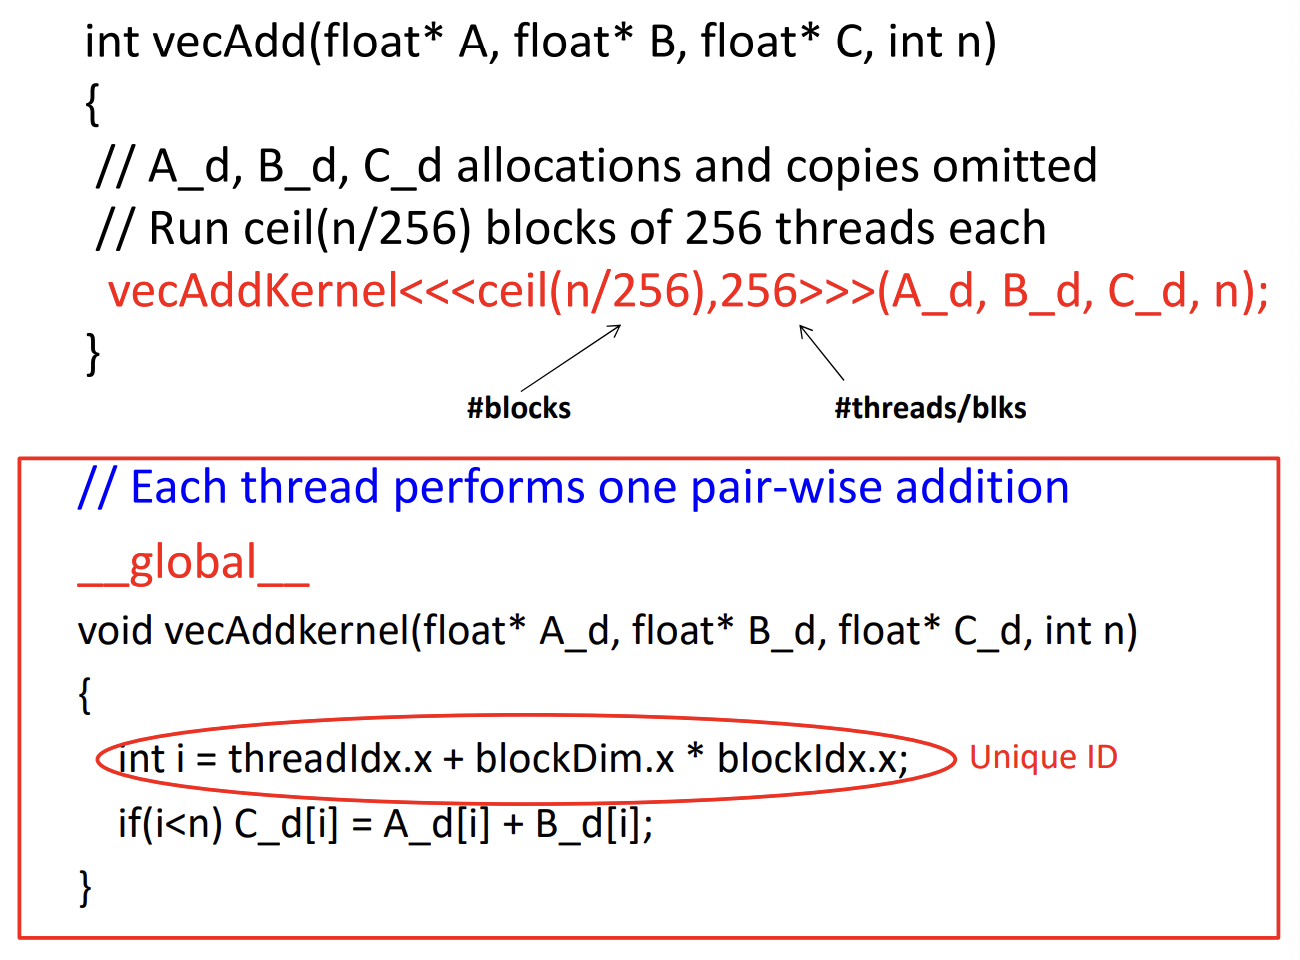 int vecAdd(float* A, float* B, float* C, int n)
{
// A_d, B_d, C_d allocations and copies omitted
// Run ceil(n/256) blocks of 256 threads each
vecAddKernel<<<ceil(n/256),256>>>(A_d, B_d, C_d, n);
}
#blocks
#threads/blks
// Each thread performs one pair-wise addition
__global__
void vecAddkernel(float* A_d, float* B_d, float* C_d, int n)
{
int i = threadIdx.x + blockDim.x * blockIdx.x; Unique ID
if(i<n) C_d[i] = A_d[i] + B_d[i];
}